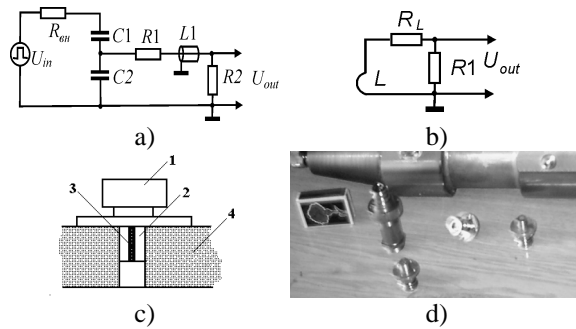 R_вн
C1
R1
L1
U_in
C2
R2
U_out
a)
R_L
L
R1
U_out
b)
1
3
2
4
c)
d)